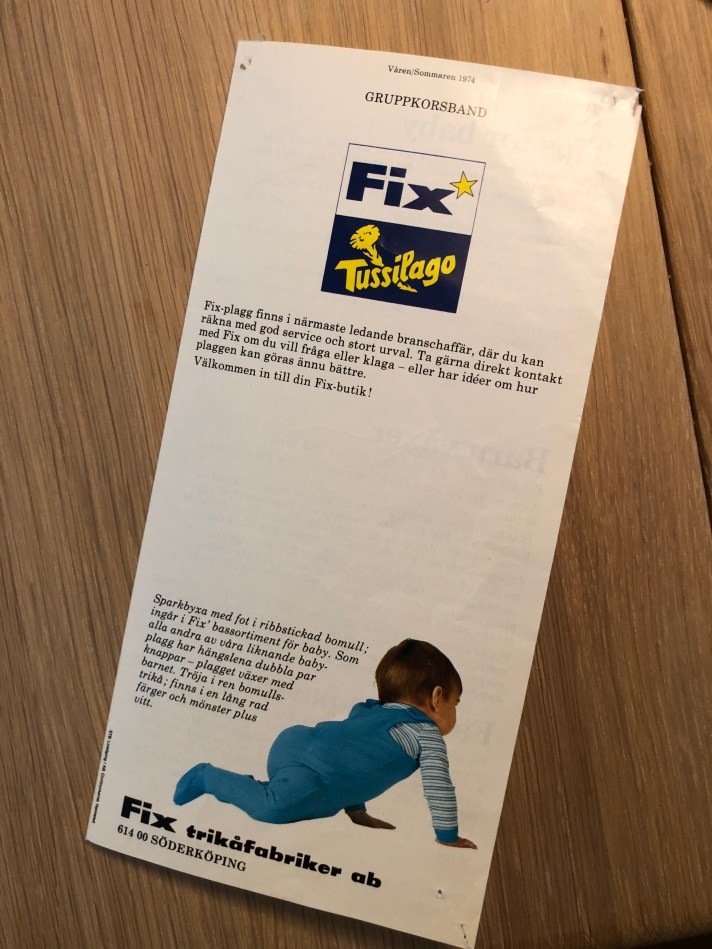 Våren/Sommaren 1974
GRUPPKORSBAND
Fix
Tussilago
Fix-plagg finns i närmaste ledande branschaffär, där du kan
räkna med god service och stort urval. Ta gärna direkt kontakt
med Fix om du vill fråga eller klaga – eller har idéer om hur
plaggen kan göras ännu bättre.
Välkommen in till din Fix-butik!
Sparkbyxa med fot i ribbstickad bomull;
ingår i Fix' bassortiment för baby. Som
alla andra av våra liknande baby-
plagg har hängslena dubbla par
knappar – plagget växer med
barnet. Tröja i ren bomulls-
trikå; finns i en lång rad
färger och mönster plus
vitt.
Fix trikåfabriker ab
614 00 SÖDERKÖPING